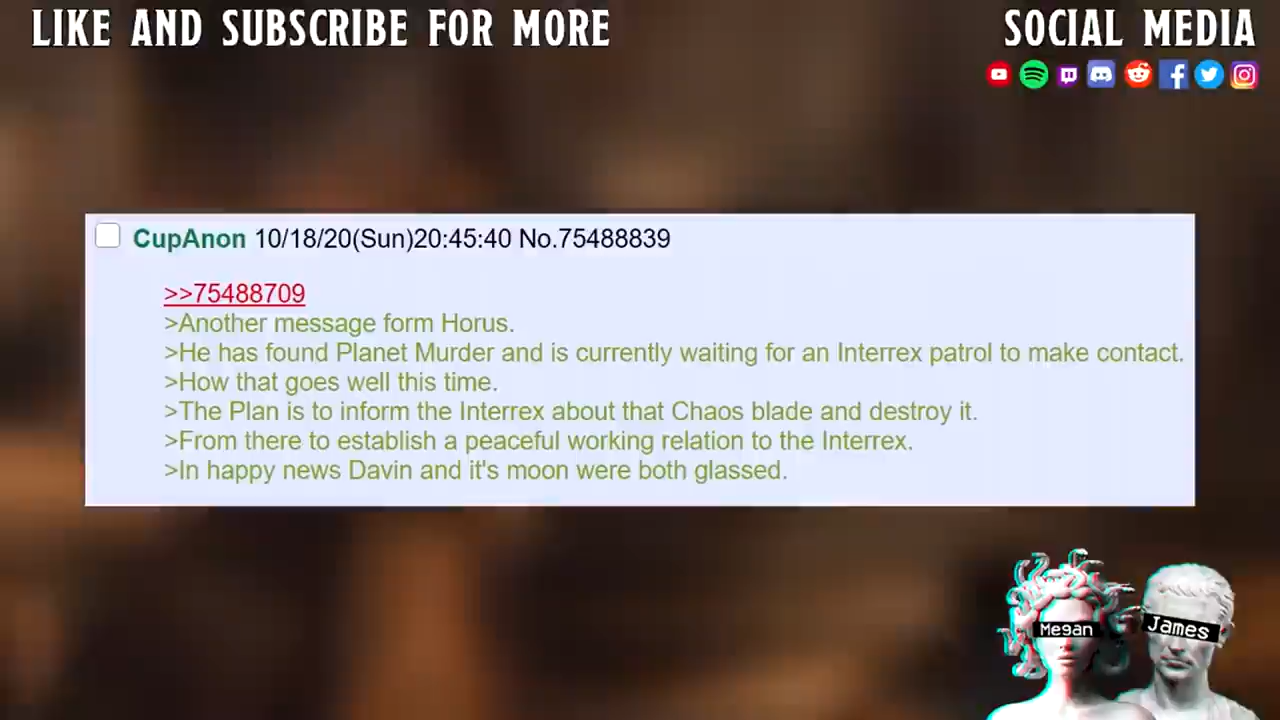 LIKE AND SUBSCRIBE FOR MORE
SOCIAL MEDIA
CupAnon 10/18/20(Sun)20:45:40 No.75488839
>>75488709
>Another message form Horus.
>He has found Planet Murder and is currently waiting for an Interrex patrol to make contact.
>How that goes well this time.
>The Plan is to inform the Interrex about that Chaos blade and destroy it.
>From there to establish a peaceful working relation to the Interrex.
>In happy news Davin and it's moon were both glassed.
Megan
James